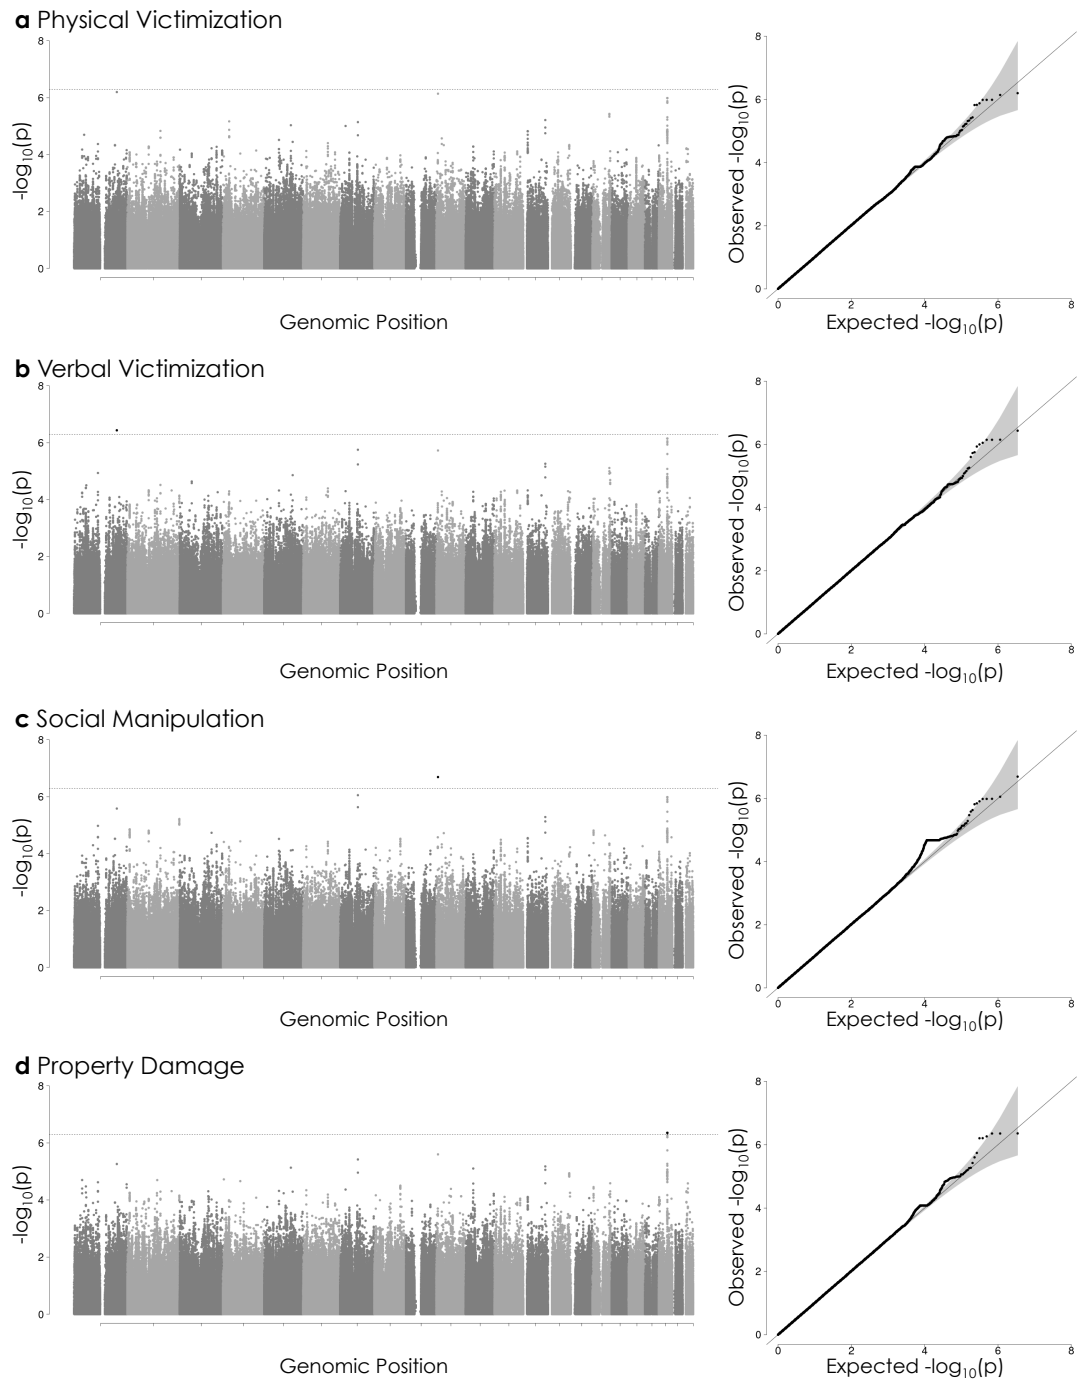 a Physical Victimization
8
6
4
2
0
-log10(p)
Genomic Position
8
6
4
2
0
Observed -log10(p)
0 2 4 6 8
Expected -log10(p)
b Verbal Victimization
8
6
4
2
0
-log10(p)
Genomic Position
8
6
4
2
0
Observed -log10(p)
0 2 4 6 8
Expected -log10(p)
c Social Manipulation
8
6
4
2
0
-log10(p)
Genomic Position
8
6
4
2
0
Observed -log10(p)
0 2 4 6 8
Expected -log10(p)
d Property Damage
8
6
4
2
0
-log10(p)
Genomic Position
8
6
4
2
0
Observed -log10(p)
0 2 4 6 8
Expected -log10(p)